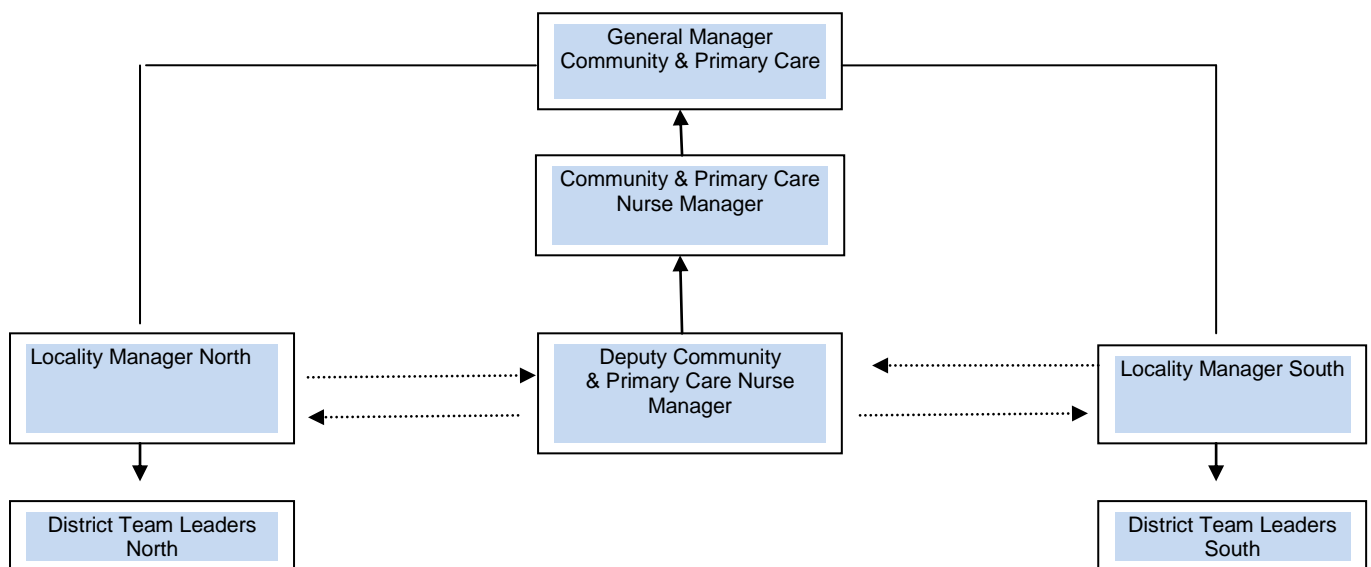 General Manager
Community & Primary Care
Community & Primary Care
Nurse Manager
Locality Manager North
Deputy Community
& Primary Care Nurse
Manager
Locality Manager South
District Team Leaders
North
District Team Leaders
South